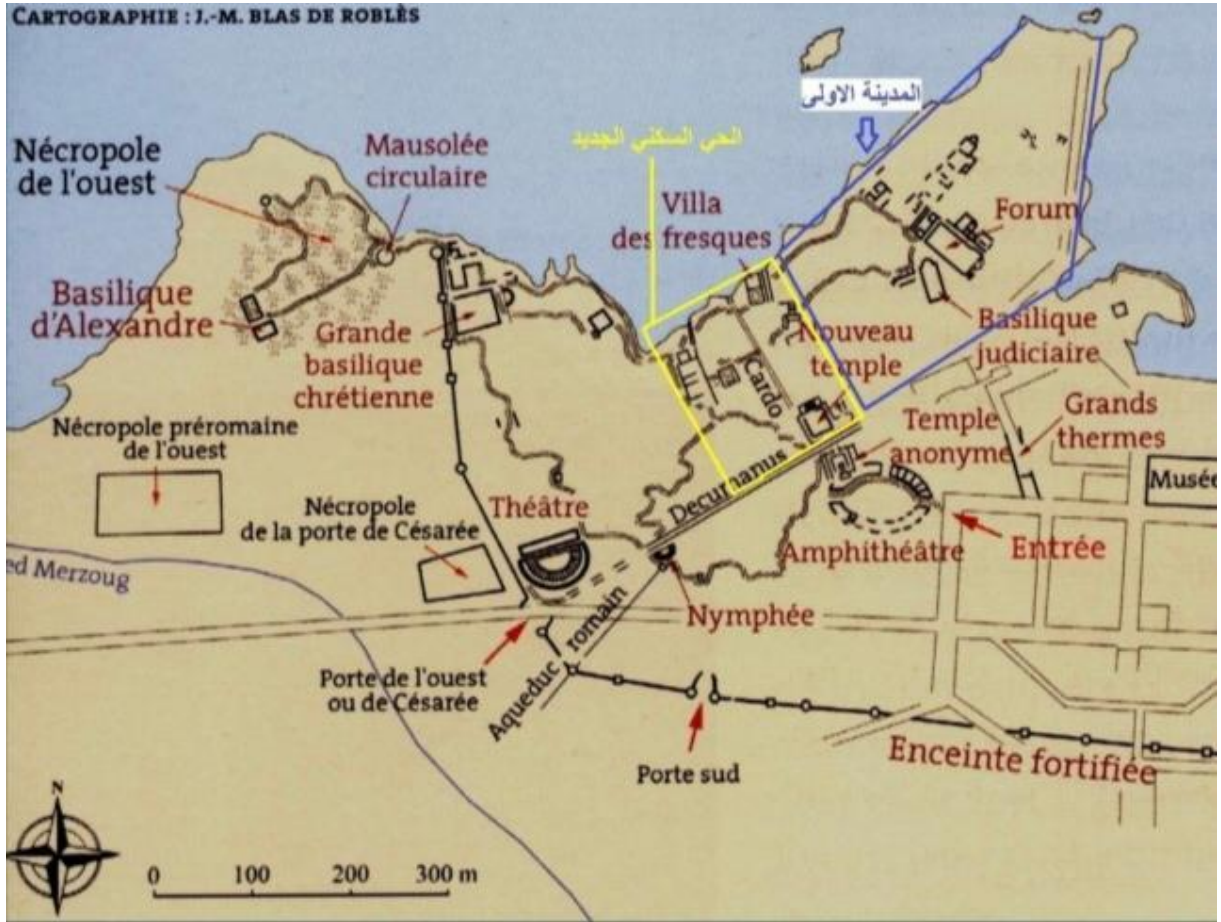 CARTOGRAPHIE : J.-M. BLAS DE ROBLÈS
المدينة الاولى
الحي السكني الجديد
Nécropole
de l'ouest
Mausolée
circulaire
Villa
des fresques
Forum
Basilique
d'Alexandre
Grande
basilique
chrétienne
Nouveau
temple
Basilique
judiciaire
Cardo
Nécropole préromaine
de l'ouest
Temple
anonyme
Grands
thermes
Musée
Decumanus
Théâtre
Nécropole
de la porte de Césarée
Amphithéâtre
Entrée
ed Merzoug
Nymphée
Aqueduc romain
Porte de l'ouest
ou de Césarée
Porte sud
Enceinte fortifiée
N
0 100 200 300 m